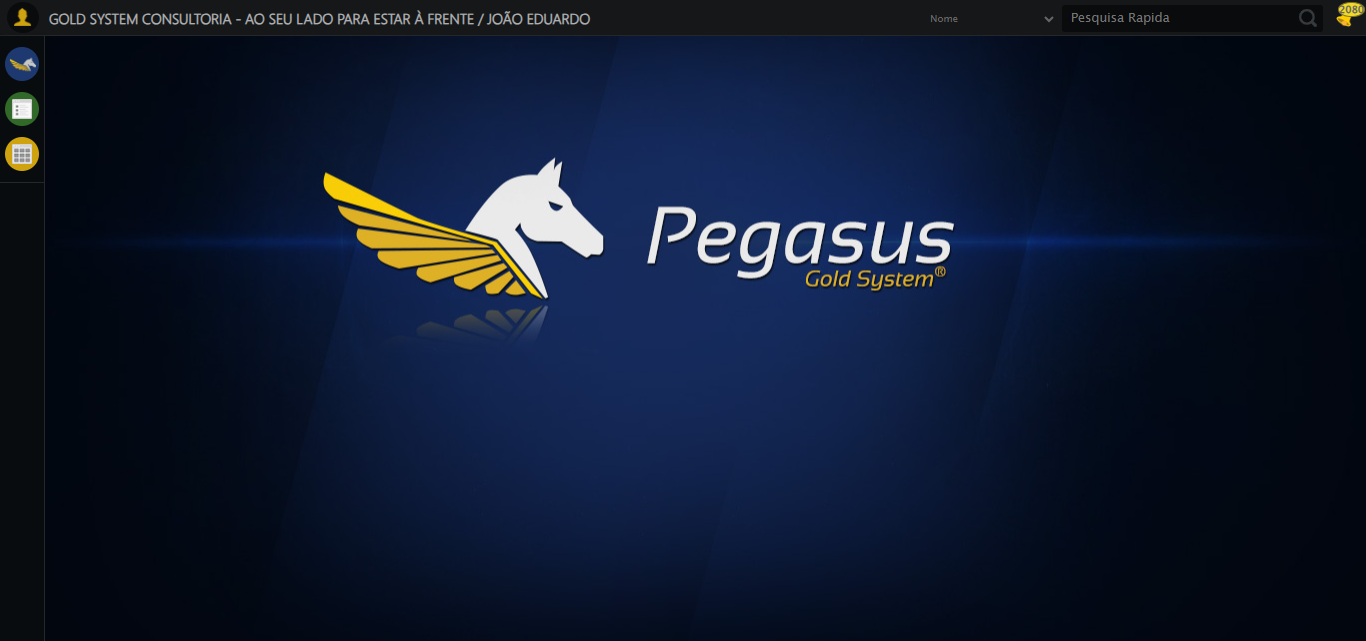 GOLD SYSTEM CONSULTORIA - AO SEU LADO PARA ESTAR À FRENTE / JOÃO EDUARDO
Nome
Pesquisa Rapida
2080
Pegasus
Gold System®